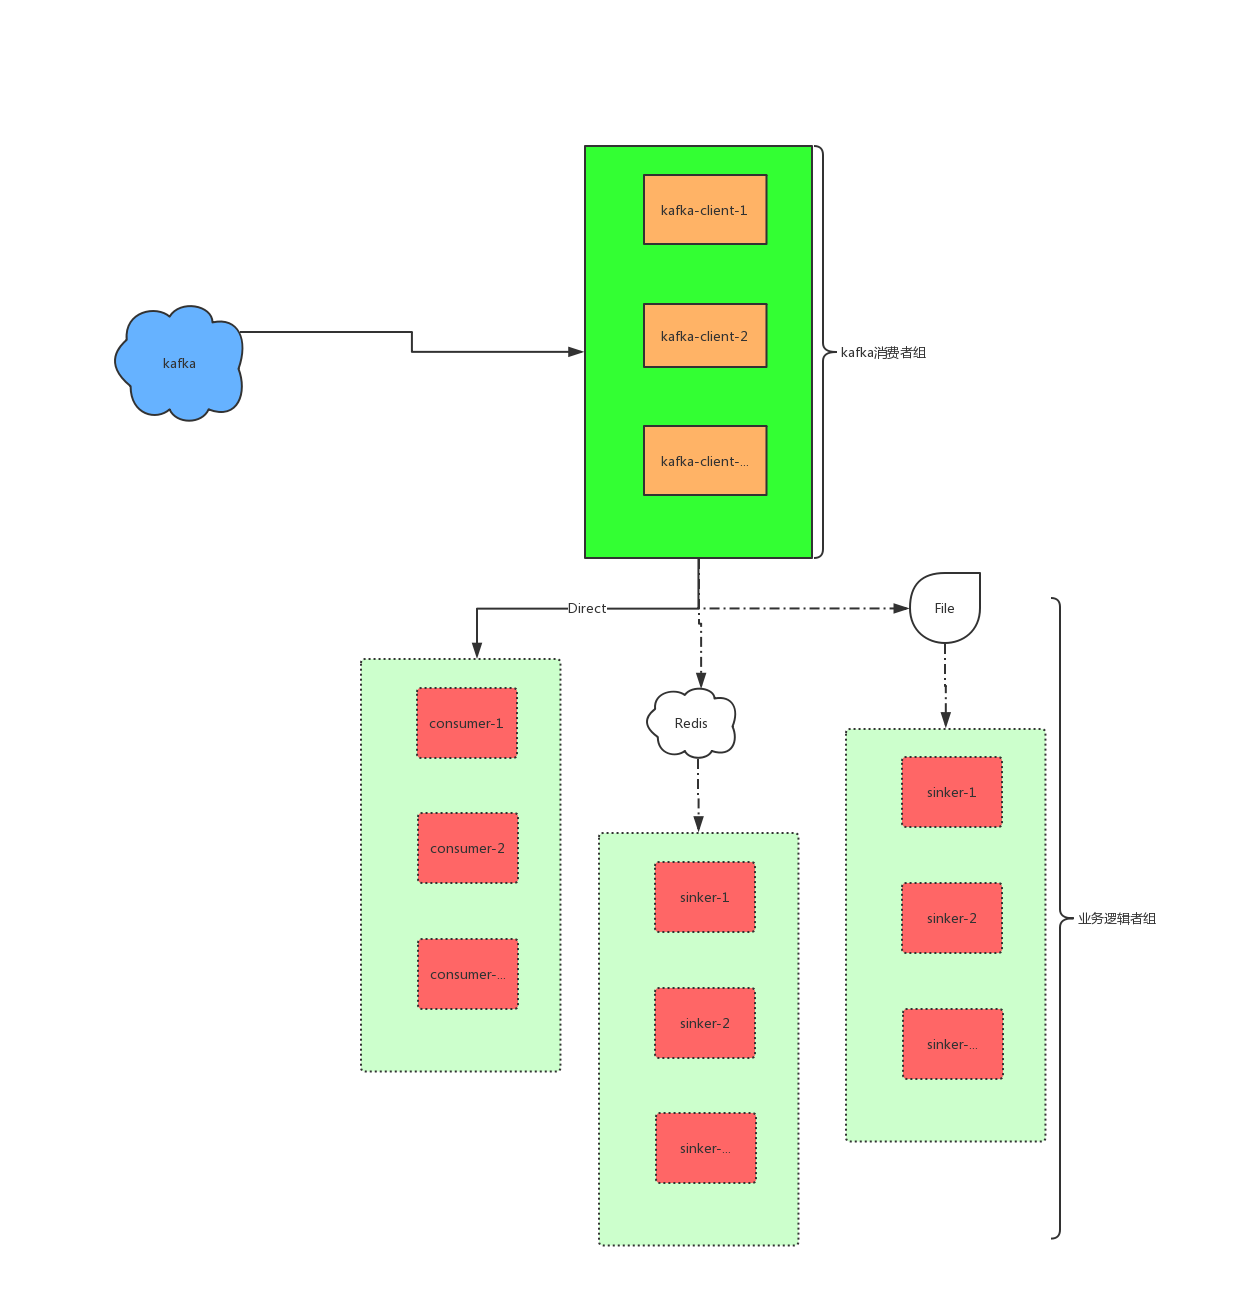 kafka-client-1
kafka-client-2
kafka消费者组
kafka
kafka-client-...
Direct
File
consumer-1
Redis
sinker-1
consumer-2
sinker-1
sinker-2
业务逻辑者组
consumer-...
sinker-2
sinker-...
sinker-...